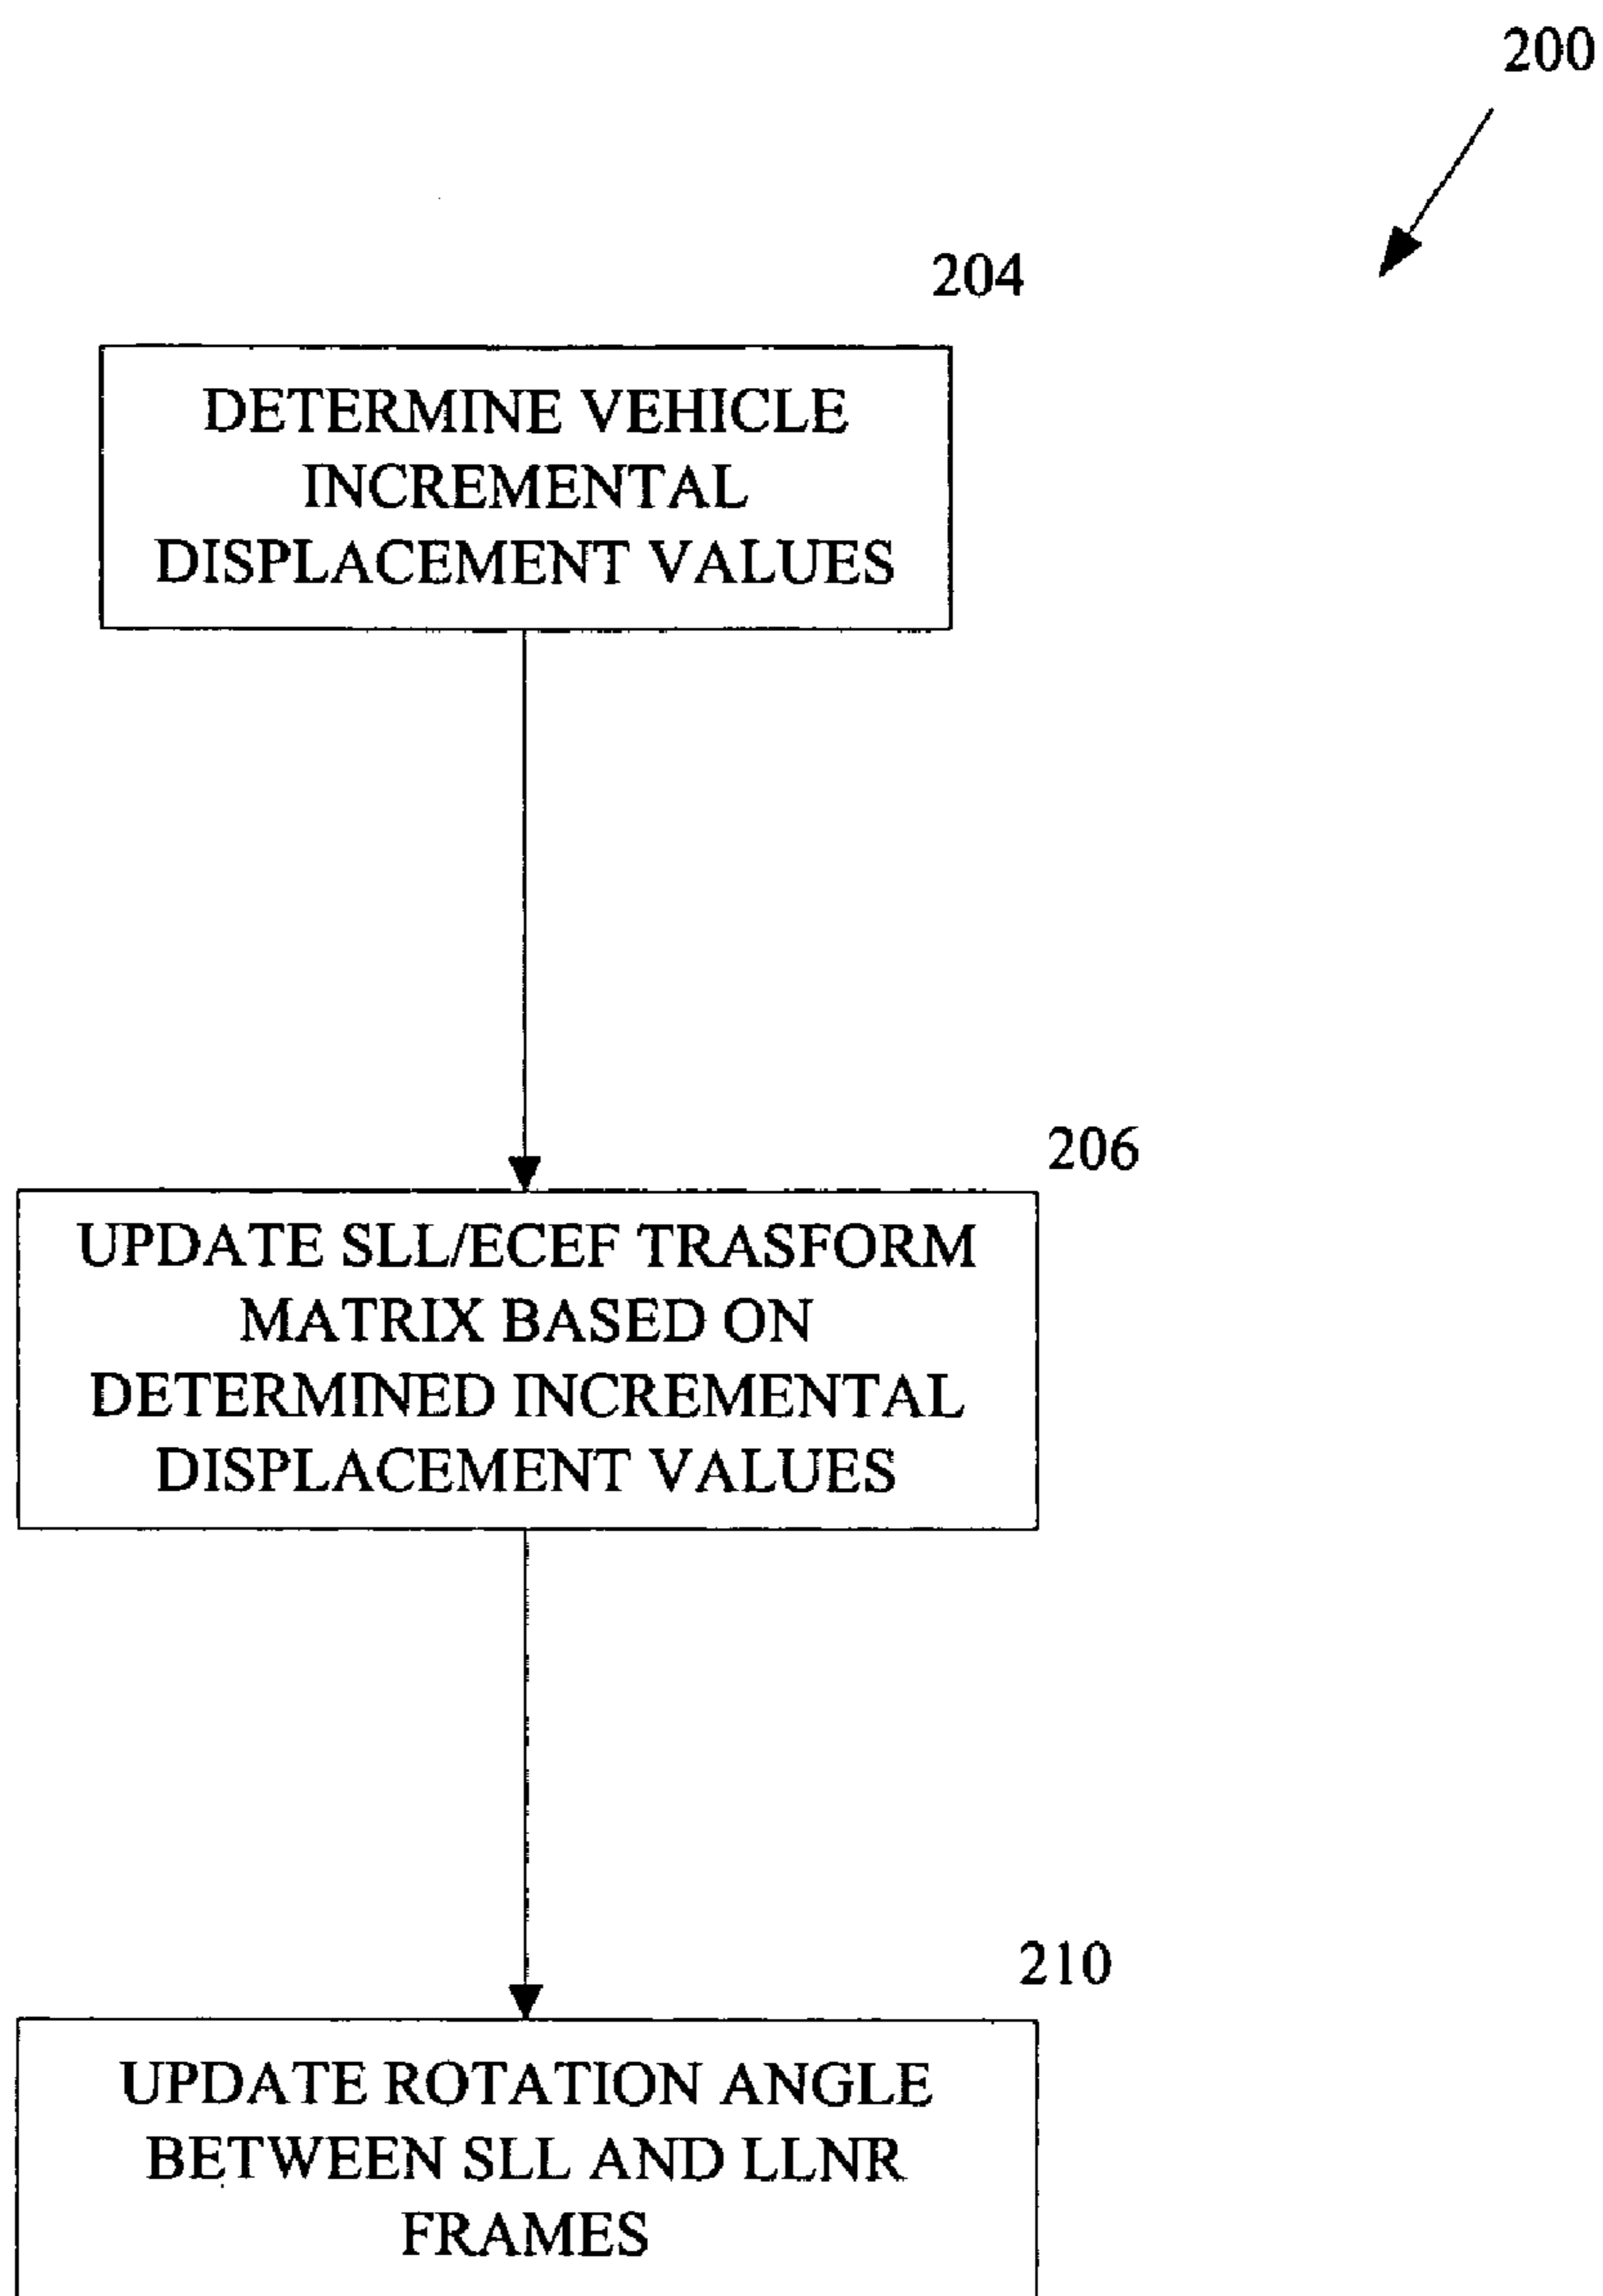 200
204
DETERMINE VEHICLE
INCREMENTAL
DISPLACEMENT VALUES
206
UPDATE SLL/ECEF TRASFORM
MATRIX BASED ON
DETERMINED INCREMENTAL
DISPLACEMENT VALUES
210
UPDATE ROTATION ANGLE
BETWEEN SLL AND LLNR
FRAMES